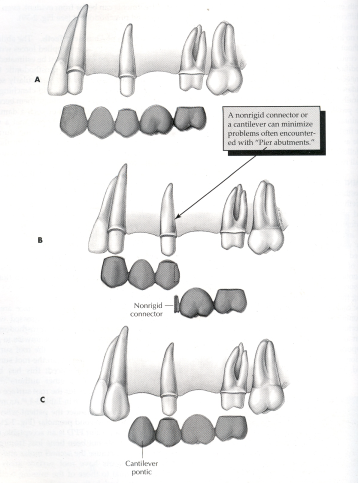 A
A nonrigid connector or
a cantilever can minimize
problems often encounter-
ed with “Pier abutments.”
B
Nonrigid
connector
C
Cantilever
pontic